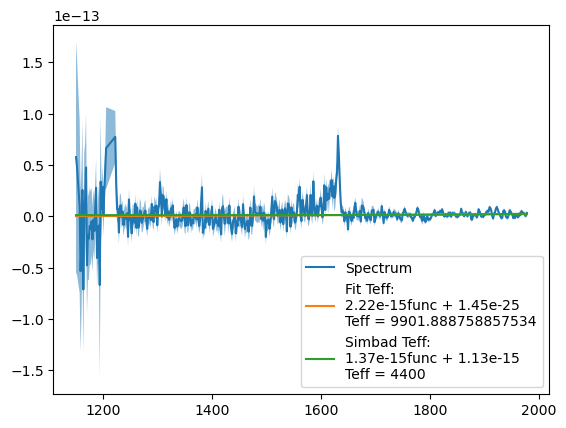 1e−13
1.5
1.0
0.5
0.0
−0.5
−1.0
−1.5
Spectrum
Fit Teff:
2.22e-15func + 1.45e-25
Teff = 9901.888758857534
Simbad Teff:
1.37e-15func + 1.13e-15
Teff = 4400
1200 1400 1600 1800 2000